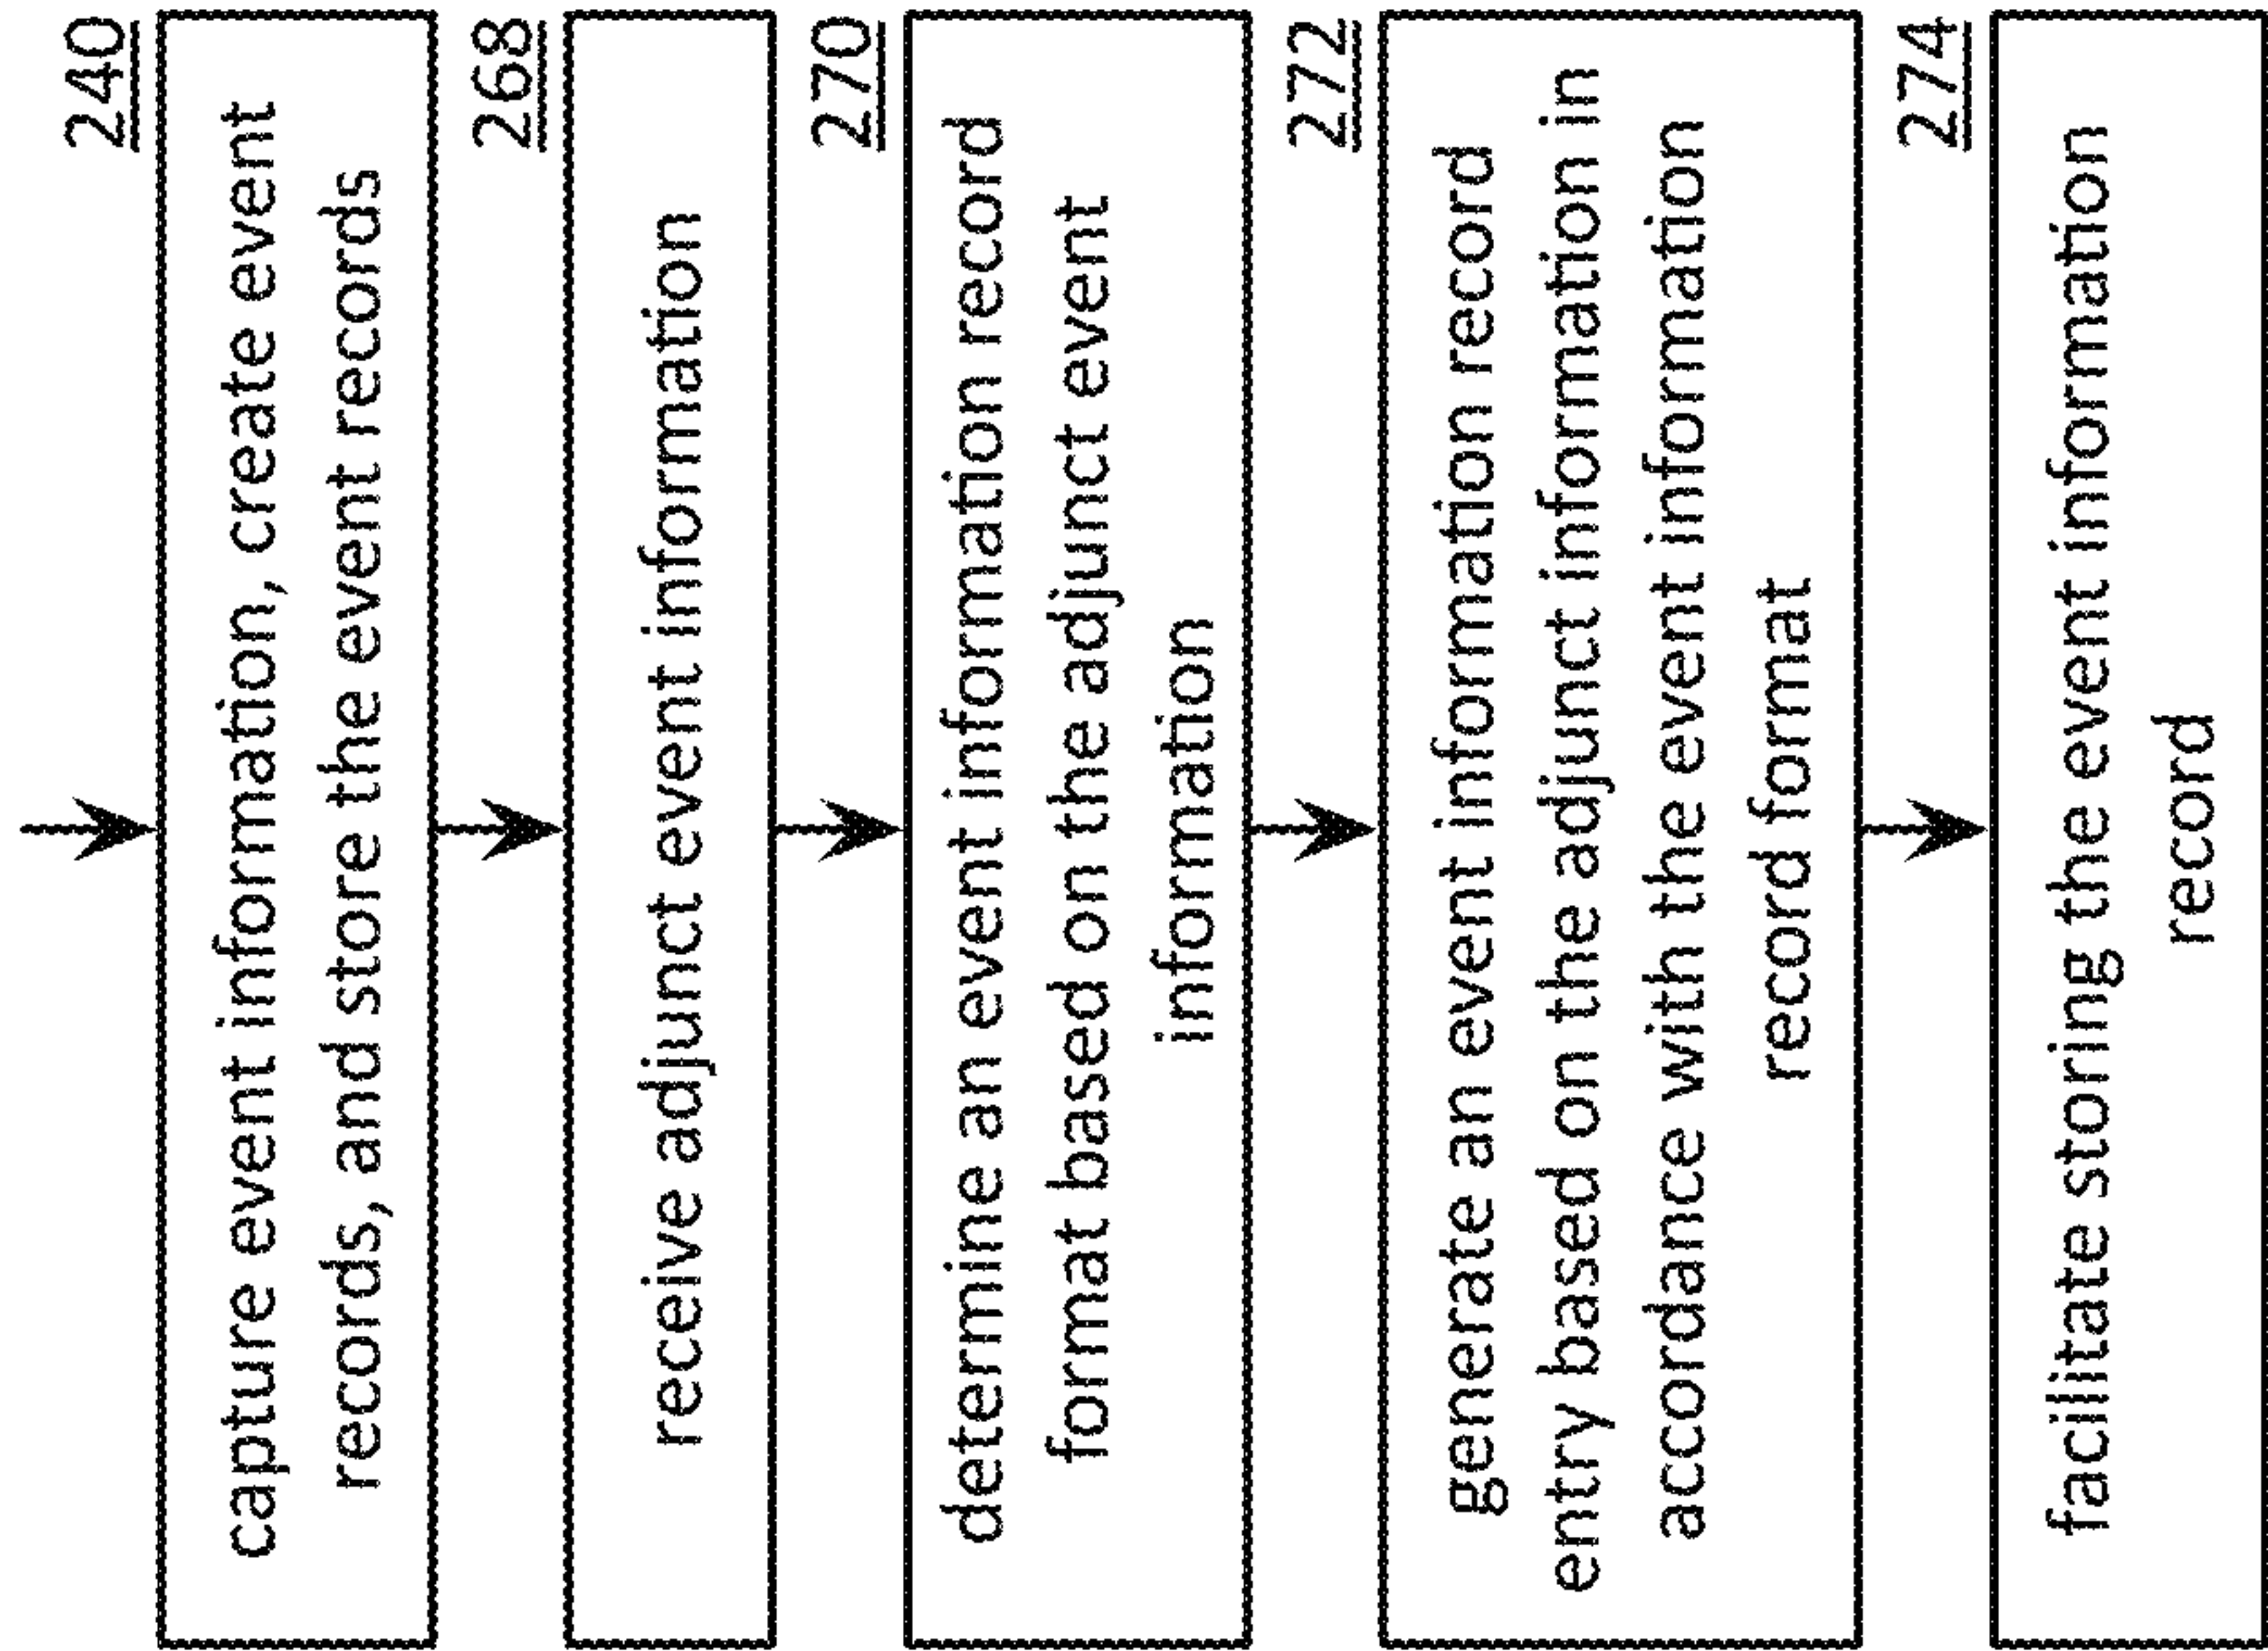 240
capture event information, create event
records, and store the event records
268
receive adjunct event information
270
determine an event information record
format based on the adjunct event
information
272
generate an event information record
entry based on the adjunct information in
accordance with the event information
record format
274
facilitate storing the event information
record